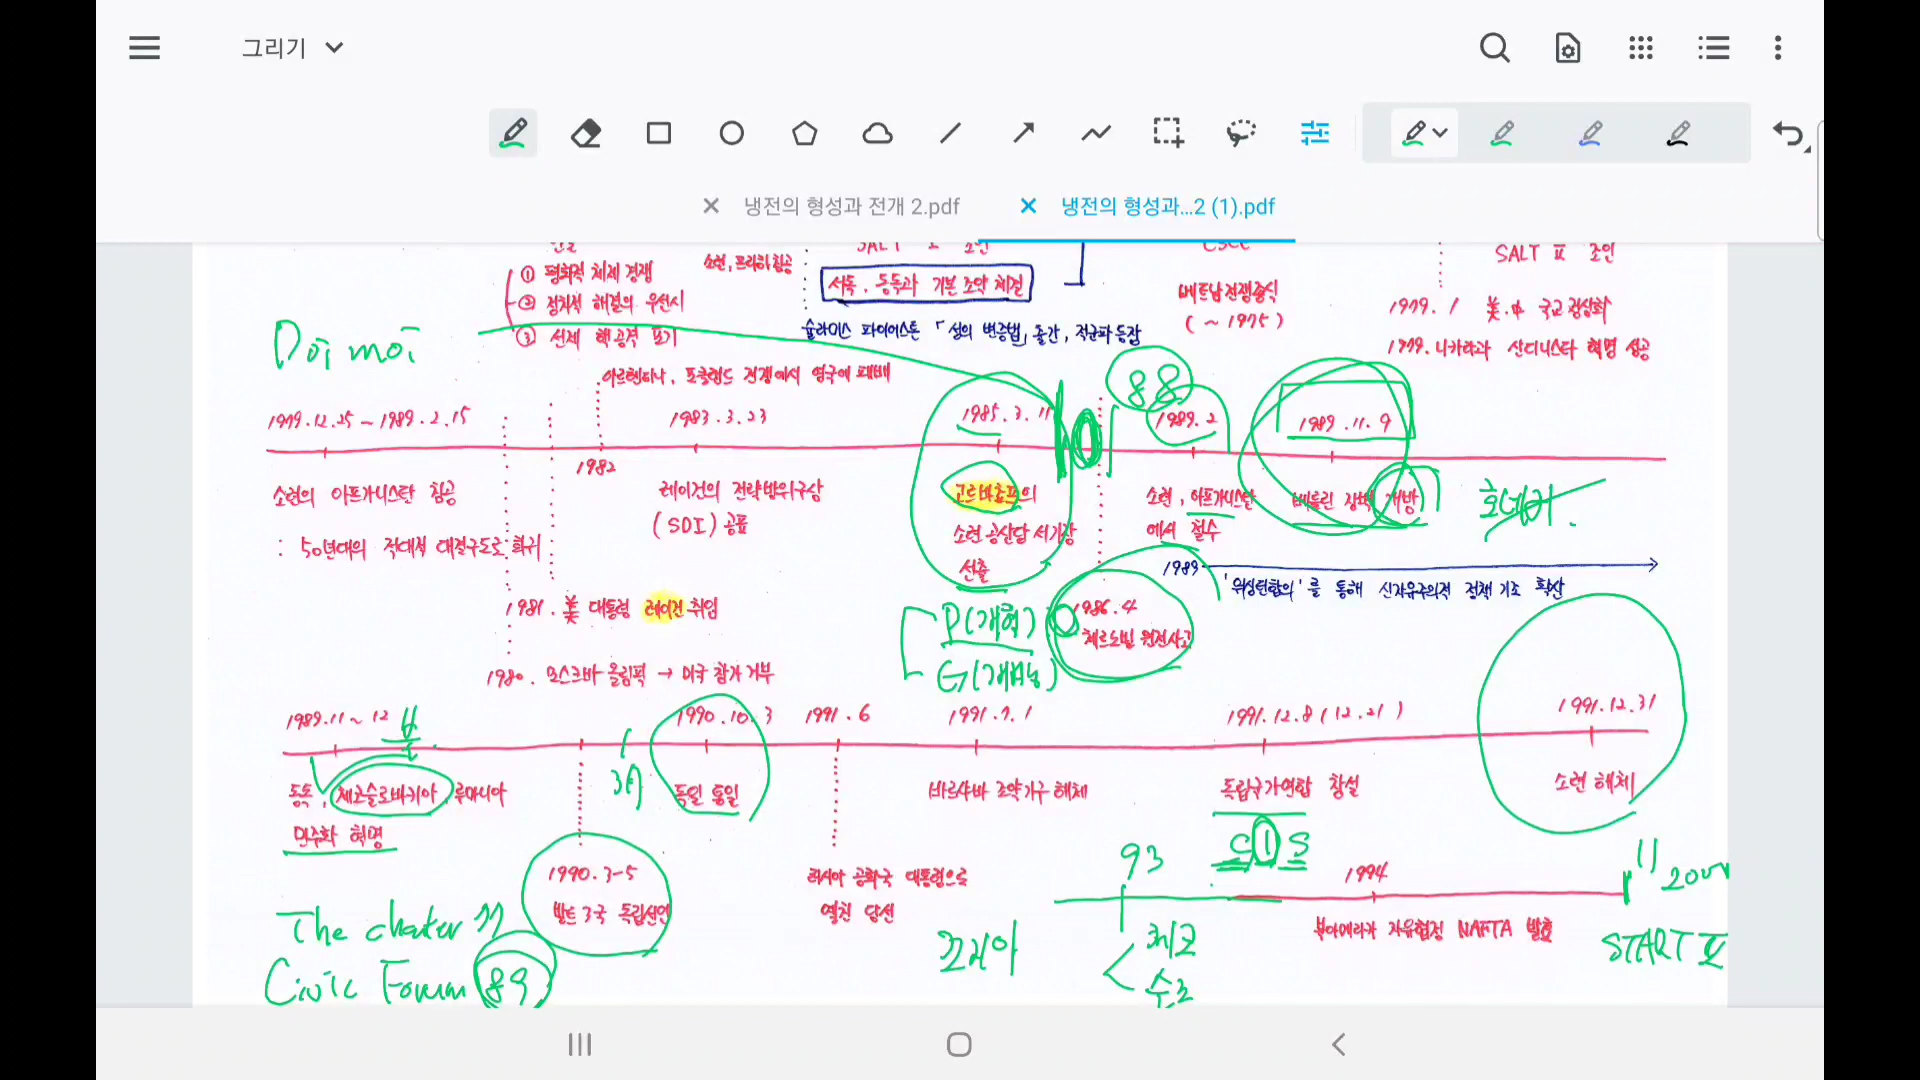 그리기
냉전의 형성과 전개 2.pdf
냉전의 형성과...2 (1).pdf
SALT Ⅱ 조인
① 평화적 체제 경쟁
소련, 프라하 침공
② 정치적 해결의 우선시
서독, 동독과 기본 조약 체결
③ 선제 핵공격 포기
슐라미스 파이어스톤 「성의 변증법」 출간, 적군파 등장
베트남전쟁 종식
(~1975)
1979. 1 美·中 국교 정상화
1979. 니카라과 산디니스타 혁명 성공
Doi moi
아르헨티나, 포클랜드 전쟁에서 영국에 패배
88
1979.12.25 ~ 1989.2.15
1983.3.23
1985.3.11
1989.2
1989.11.9
1982
소련의 아프가니스탄 침공
: 50년대의 적대적 대결구도로 회귀
레이건의 전략방위구상
(SDI) 공표
고르바쵸프의
소련 공산당 서기장
선출
소련, 아프가니스탄
에서 철수
베를린 장벽 개방
1989
'워싱턴합의'를 통해 신자유주의적 정책 기조 확산
1981. 美 대통령 레이건 취임
P(개혁)
G(개방)
1986.4
체르노빌 원전사고
1980. 모스크바 올림픽 → 미국 참가 거부
1989.11~12
1990.10.3
1991.6
1991.7.1
1991.12.8(12.21)
1991.12.31
동독, 체코슬로바키아, 루마니아
민주화 혁명
3月
독일 통일
바르샤바 조약기구 해체
독립국가연합 창설
소련 해체
CIS
1990.3-5
발트 3국 독립선언
러시아 공화국 대통령으로
옐친 당선
93
체코
1994
북아메리카 자유협정 NAFTA 발효
START Ⅱ
The charter 77
Civic Forum 89